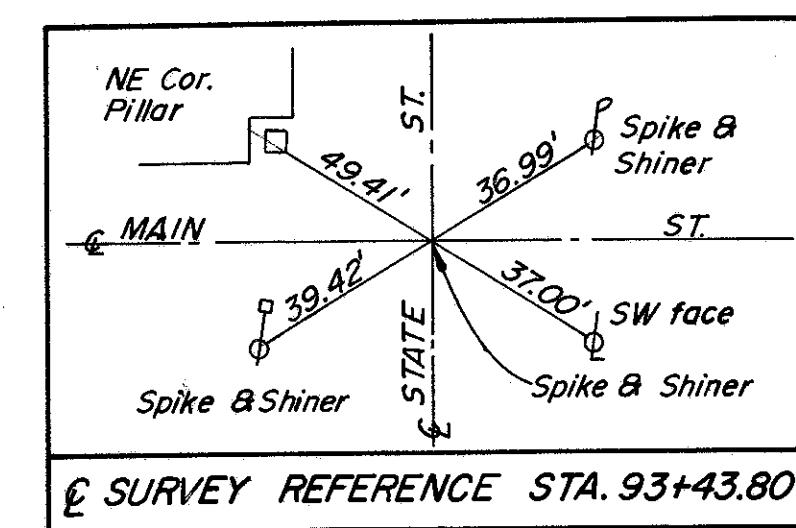 NE Cor.
Pillar
ST.
Spike &
Shiner
49.41'
36.99'
℄ MAIN
ST.
39.42'
37.00'
SW face
℄ STATE
Spike & Shiner
Spike & Shiner
℄ SURVEY REFERENCE STA. 93+43.80